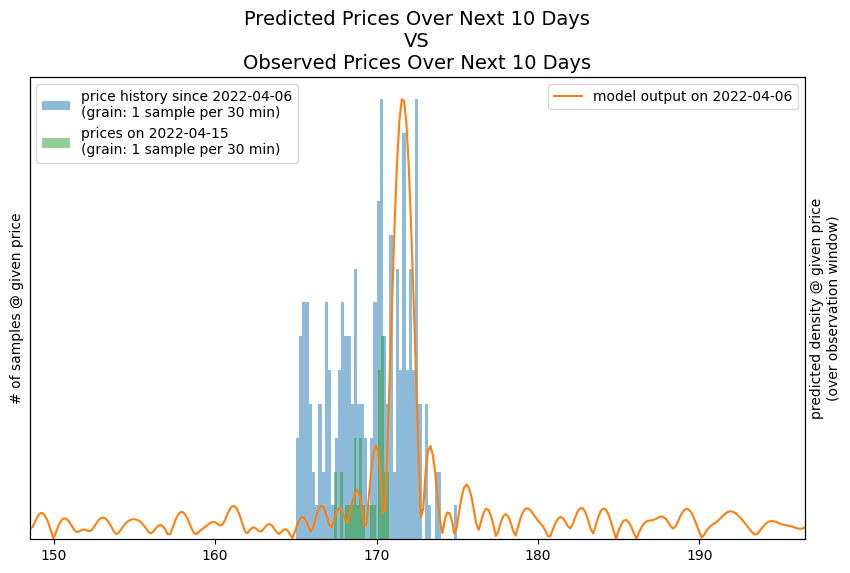 Predicted Prices Over Next 10 Days
VS
Observed Prices Over Next 10 Days
price history since 2022-04-06
(grain: 1 sample per 30 min)
prices on 2022-04-15
(grain: 1 sample per 30 min)
model output on 2022-04-06
# of samples @ given price
predicted density @ given price
(over observation window)
150
160
170
180
190